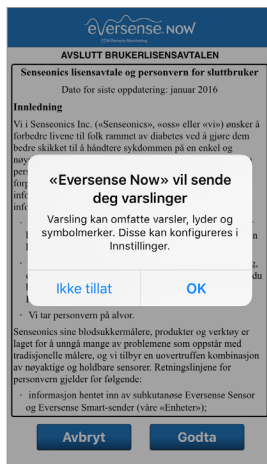 eversense. NOW
CGM Remote Monitoring
AVSLUTT BRUKERLISENSAVTALEN
Senseonics lisensavtale og personvern for sluttbruker
Dato for siste oppdatering: januar 2016
Innledning
Vi i Senseonics Inc. («Senseonics», «oss» eller «vi») ønsker å
forbedre livene til folk rammet av diabetes ved å gjøre dem
bedre skikket til å håndtere sykdommen på en enkel og
«Eversense Now» vil sende
deg varslinger
Varsling kan omfatte varsler, lyder og
symbolmerker. Disse kan konfigureres i
Innstillinger.
Ikke tillat
OK
· Vi tar personvern på alvor.
Senseonics sine blodsukkermålere, produkter og verktøy er
laget for å unngå mange av problemene som oppstår med
tradisjonelle målere, og vi tilbyr en uovertruffen kombinasjon
av nøyaktige og holdbare sensorer. Retningslinjene for
personvern gjelder for følgende:
· informasjon hentet inn av subkutanøse Eversense Sensor
og Eversense Smart-sender (våre «Enheter»);
Avbryt
Godta